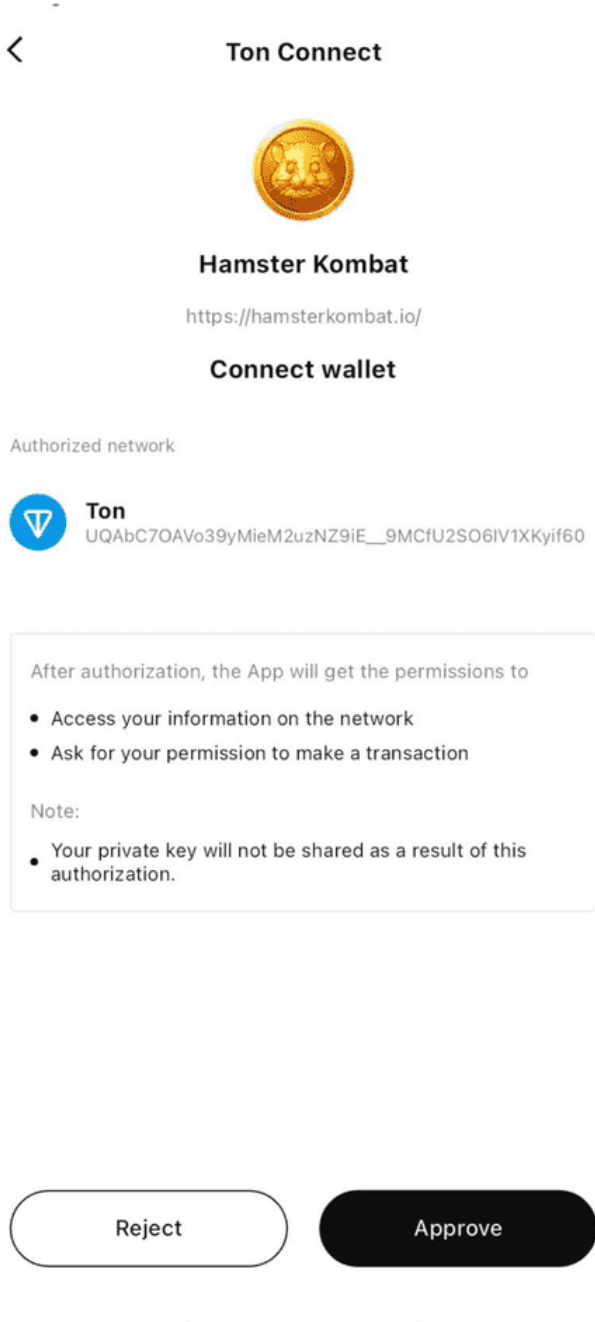 Ton Connect
Hamster Kombat
https://hamsterkombat.io/
Connect wallet
Authorized network
Ton
UQAbC7OAVo39yMieM2uzNZ9iE__9MCfU2SO6IV1XKyif60
After authorization, the App will get the permissions to
Access your information on the network
Ask for your permission to make a transaction
Note:
Your private key will not be shared as a result of this
authorization.
Reject
Approve